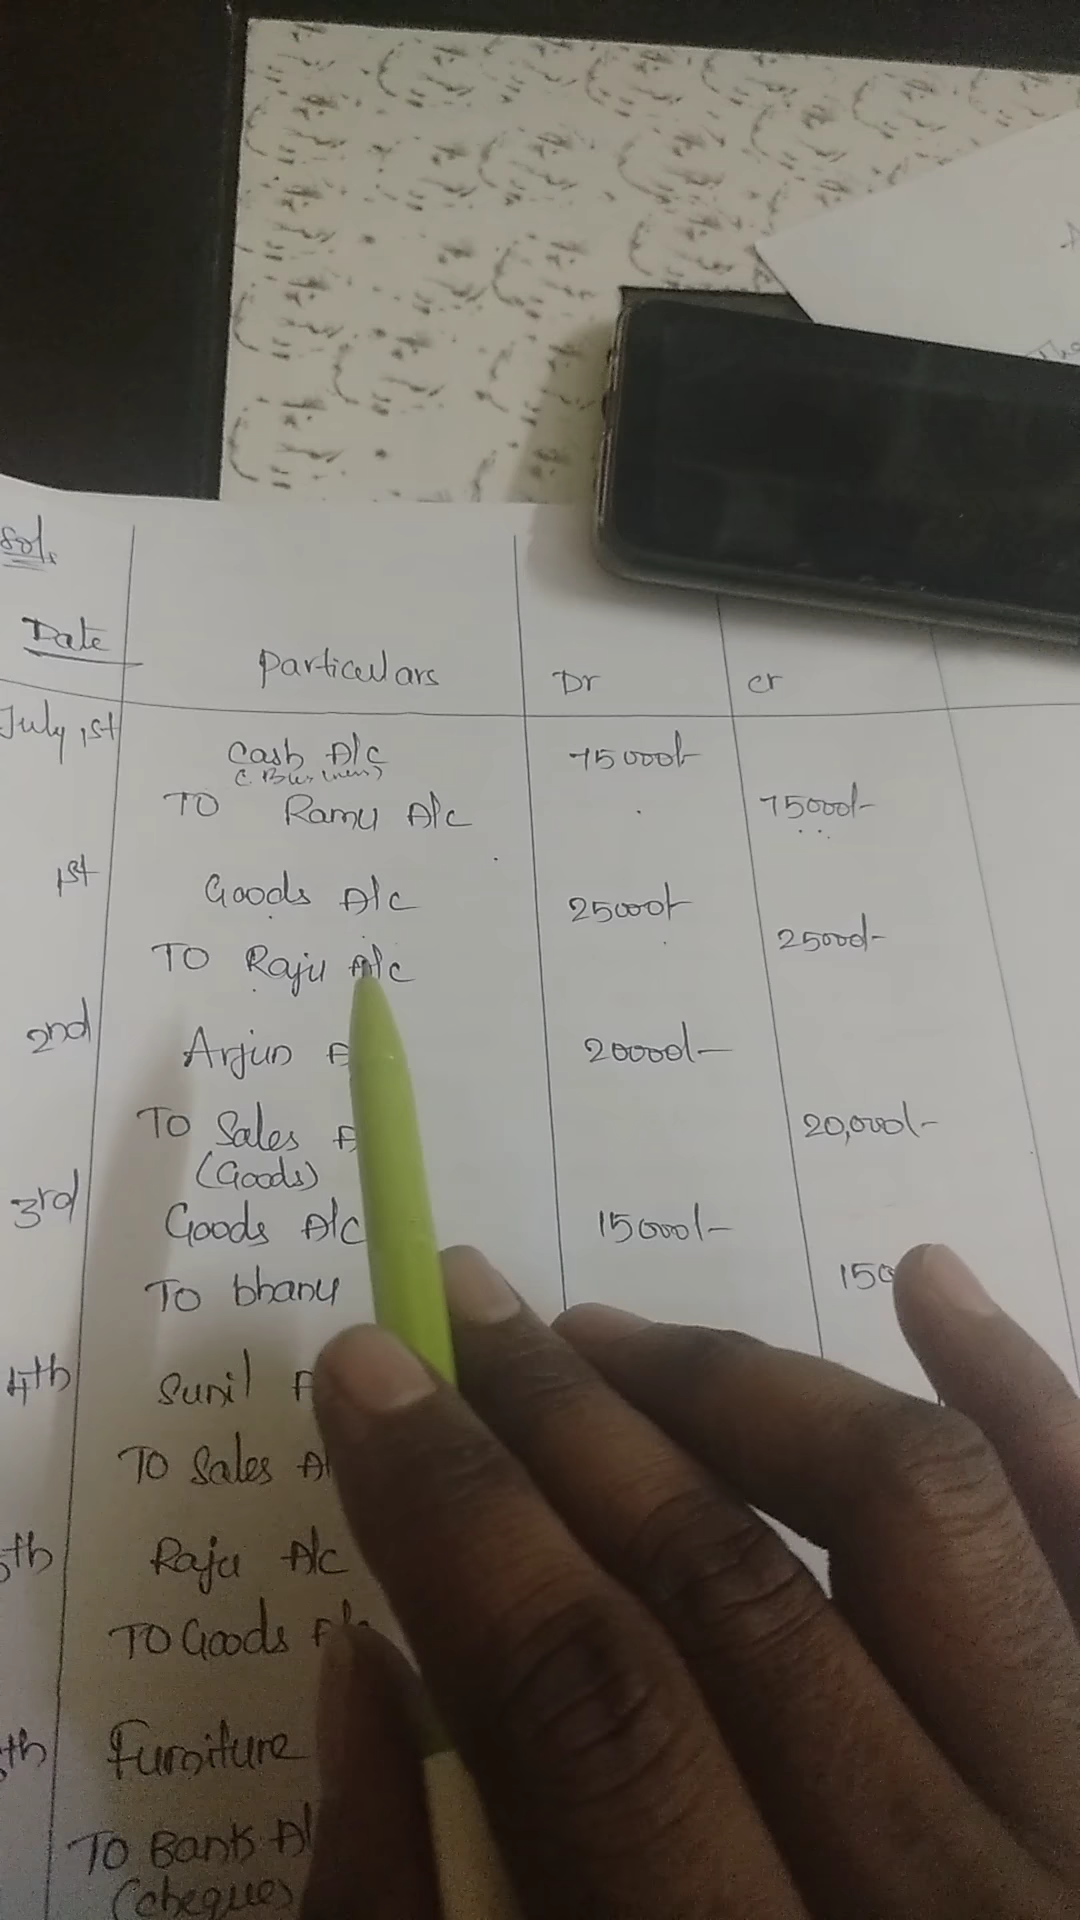 Sol.
Date Particulars Dr Cr
July 1st Cash A/c 75000/-
(Business)
TO Ramu A/c 75000/-
1st Goods A/c 25000/-
TO Raju A/c 25000/-
2nd Arjun 20000/-
TO Sales 20,000/-
(Goods)
3rd Goods A/c 15000/-
TO bhanu
4th Sunil
TO Sales
Raju A/c
TO Goods
Furniture
TO Bank
(cheques)